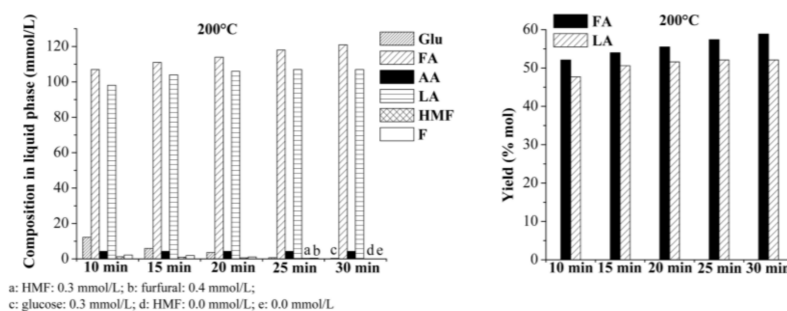 200°C
Composition in liquid phase (mmol/L)
120
100
80
60
40
20
0
a b
c
d e
10 min 15 min 20 min 25 min 30 min
Glu
FA
AA
LA
HMF
F
a: HMF: 0.3 mmol/L; b: furfural: 0.4 mmol/L;
c: glucose: 0.3 mmol/L; d: HMF: 0.0 mmol/L; e: 0.0 mmol/L
FA
LA
200°C
Yield (% mol)
60
50
40
30
20
10
0
10 min 15 min 20 min 25 min 30 min